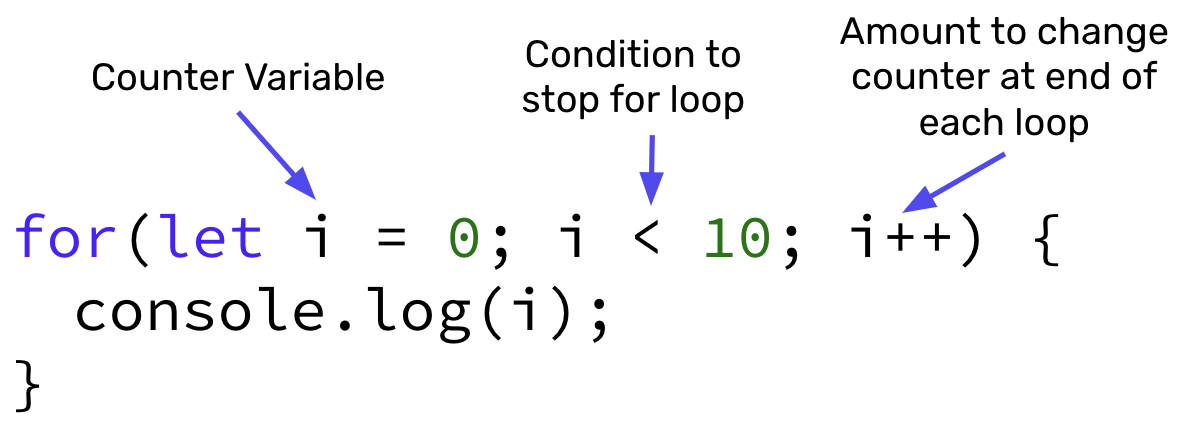 Counter Variable
Condition to
stop for loop
Amount to change
counter at end of
each loop
for(let i = 0; i < 10; i++) {
  console.log(i);
}